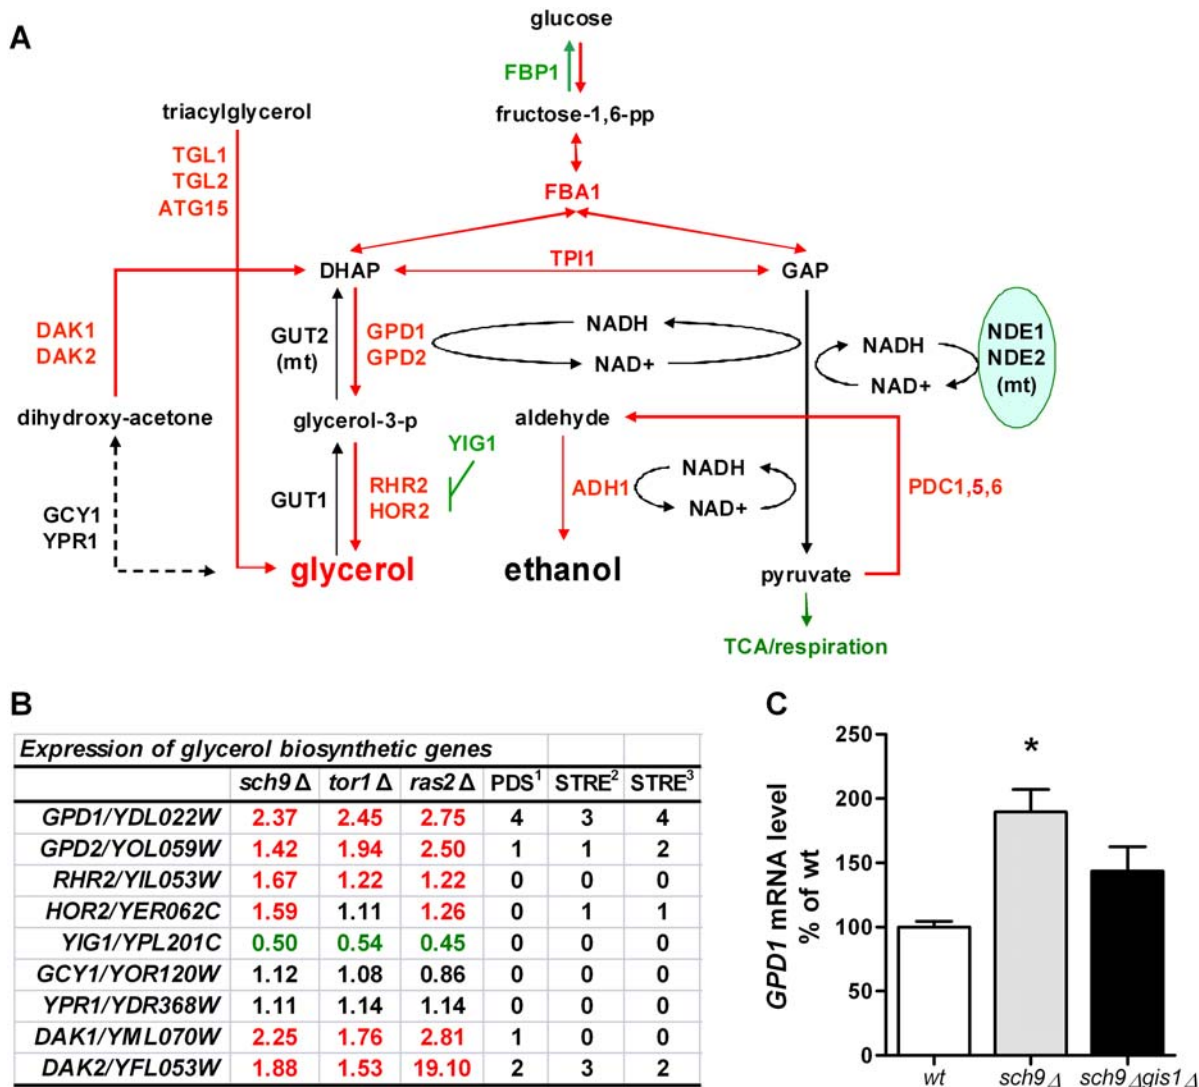 A
glucose
FBP1
triacylglycerol
fructose-1,6-pp
TGL1
TGL2
ATG15
FBA1
DHAP
TPI1
GAP
DAK1
DAK2
GUT2
(mt)
GPD1
GPD2
NADH
NAD+
NADH
NAD+
NDE1
NDE2
(mt)
dihydroxy-acetone
glycerol-3-p
aldehyde
YIG1
GCY1
YPR1
GUT1
RHR2
HOR2
ADH1
NADH
NAD+
PDC1,5,6
glycerol
ethanol
pyruvate
TCA/respiration
B
Expression of glycerol biosynthetic genes
sch9 Δ tor1 Δ ras2 Δ PDS¹ STRE² STRE³
GPD1/YDL022W 2.37 2.45 2.75 4 3 4
GPD2/YOL059W 1.42 1.94 2.50 1 1 2
RHR2/YIL053W 1.67 1.22 1.22 0 0 0
HOR2/YER062C 1.59 1.11 1.26 0 1 1
YIG1/YPL201C 0.50 0.54 0.45 0 0 0
GCY1/YOR120W 1.12 1.08 0.86 0 0 0
YPR1/YDR368W 1.11 1.14 1.14 0 0 0
DAK1/YML070W 2.25 1.76 2.81 1 0 0
DAK2/YFL053W 1.88 1.53 19.10 2 3 2
C
GPD1 mRNA level
% of wt
250
200
150
100
50
0
*
wt sch9 Δ sch9 Δgis1 Δ